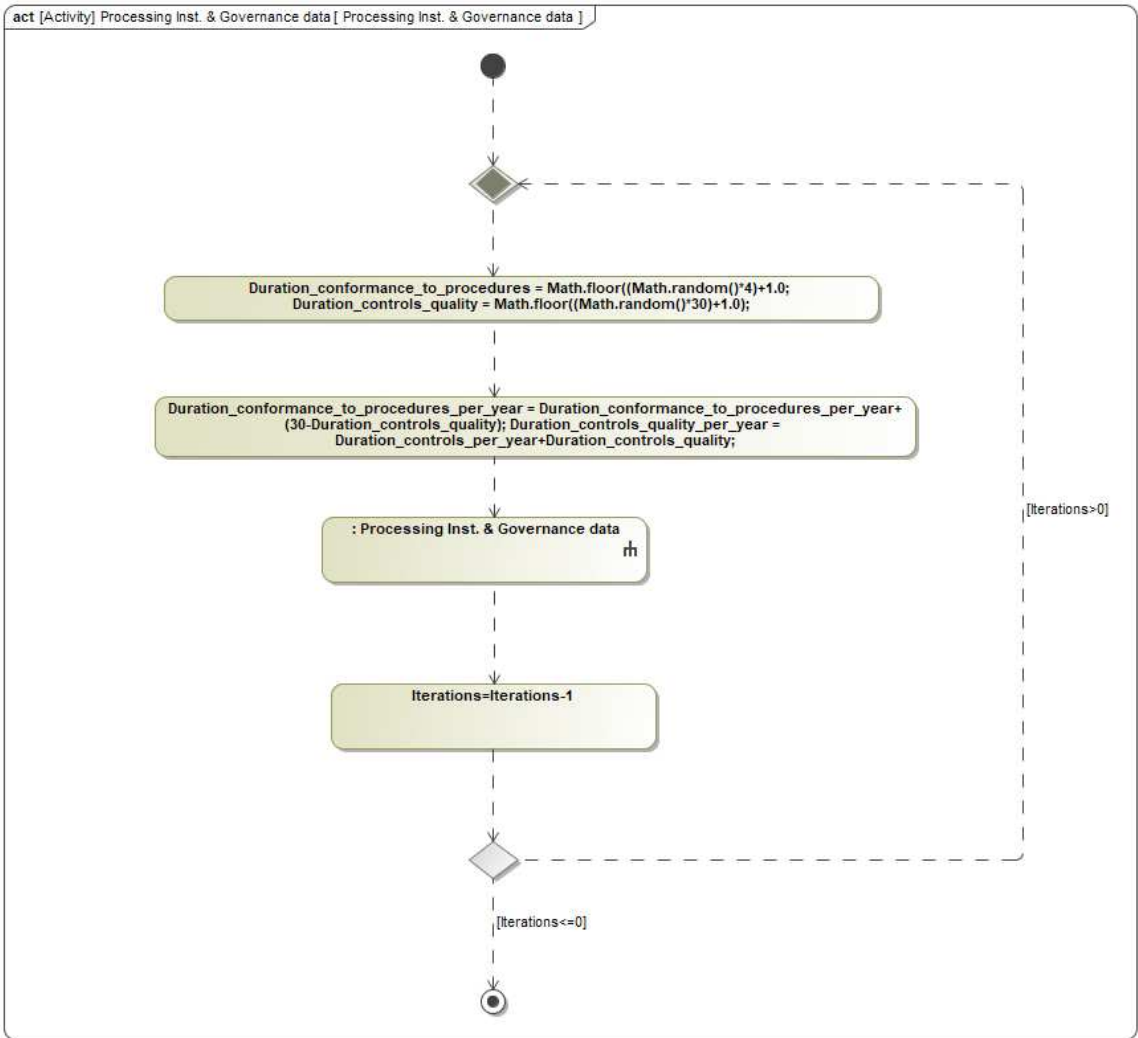 act [Activity] Processing Inst. & Governance data [ Processing Inst. & Governance data ]
Duration_conformance_to_procedures = Math.floor((Math.random()*4)+1.0;
Duration_controls_quality = Math.floor((Math.random()*30)+1.0);
Duration_conformance_to_procedures_per_year = Duration_conformance_to_procedures_per_year+
(30-Duration_controls_quality); Duration_controls_quality_per_year =
Duration_controls_per_year+Duration_controls_quality;
: Processing Inst. & Governance data
[Iterations>0]
Iterations=Iterations-1
[Iterations<=0]